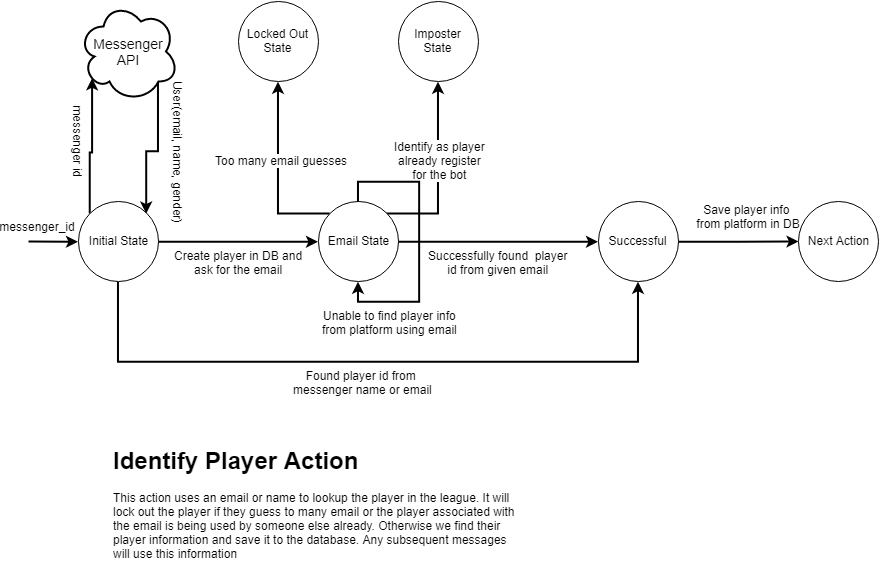 Messenger
API
Locked Out
State
Imposter
State
messenger id
User(email, name, gender)
Too many email guesses
Identify as player
already register
for the bot
messenger_id
Initial State
Create player in DB and
ask for the email
Email State
Successfully found player
id from given email
Successful
Save player info
from platform in DB
Next Action
Unable to find player info
from platform using email
Found player id from
messenger name or email
Identify Player Action
This action uses an email or name to lookup the player in the league. It will
lock out the player if they guess to many email or the player associated with
the email is being used by someone else already. Otherwise we find their
player information and save it to the database. Any subsequent messages
will use this information